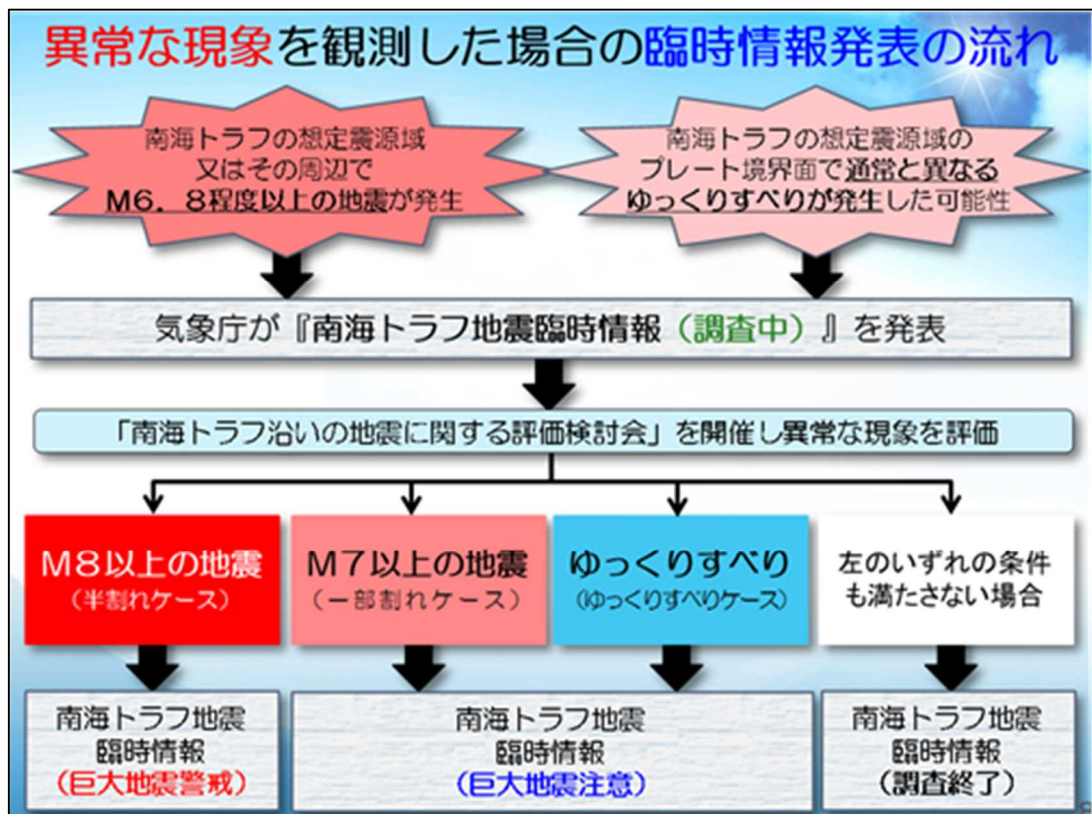 異常な現象を観測した場合の臨時情報発表の流れ
南海トラフの想定震源域
又はその周辺で
M6．8程度以上の地震が発生
南海トラフの想定震源域の
プレート境界面で通常と異なる
ゆっくりすべりが発生した可能性
気象庁が『南海トラフ地震臨時情報（調査中）』を発表
「南海トラフ沿いの地震に関する評価検討会」を開催し異常な現象を評価
M8以上の地震
（半割れケース）
M7以上の地震
（一部割れケース）
ゆっくりすべり
（ゆっくりすべりケース）
左のいずれの条件
も満たさない場合
南海トラフ地震
臨時情報
（巨大地震警戒）
南海トラフ地震
臨時情報
（巨大地震注意）
南海トラフ地震
臨時情報
（調査終了）